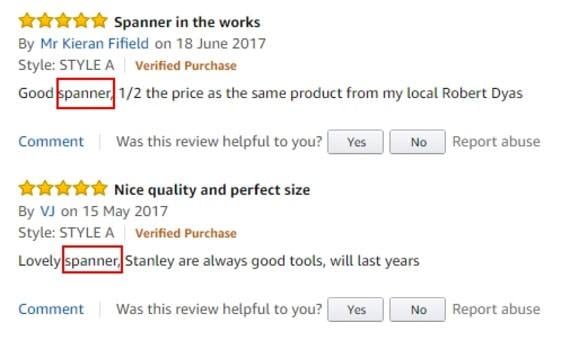 Spanner in the works
By Mr Kieran Fifield on 18 June 2017
Style: STYLE A | Verified Purchase
Good spanner, 1/2 the price as the same product from my local Robert Dyas
Comment | Was this review helpful to you? Yes No Report abuse
Nice quality and perfect size
By VJ on 15 May 2017
Style: STYLE A | Verified Purchase
Lovely spanner, Stanley are always good tools, will last years
Comment | Was this review helpful to you? Yes No Report abuse